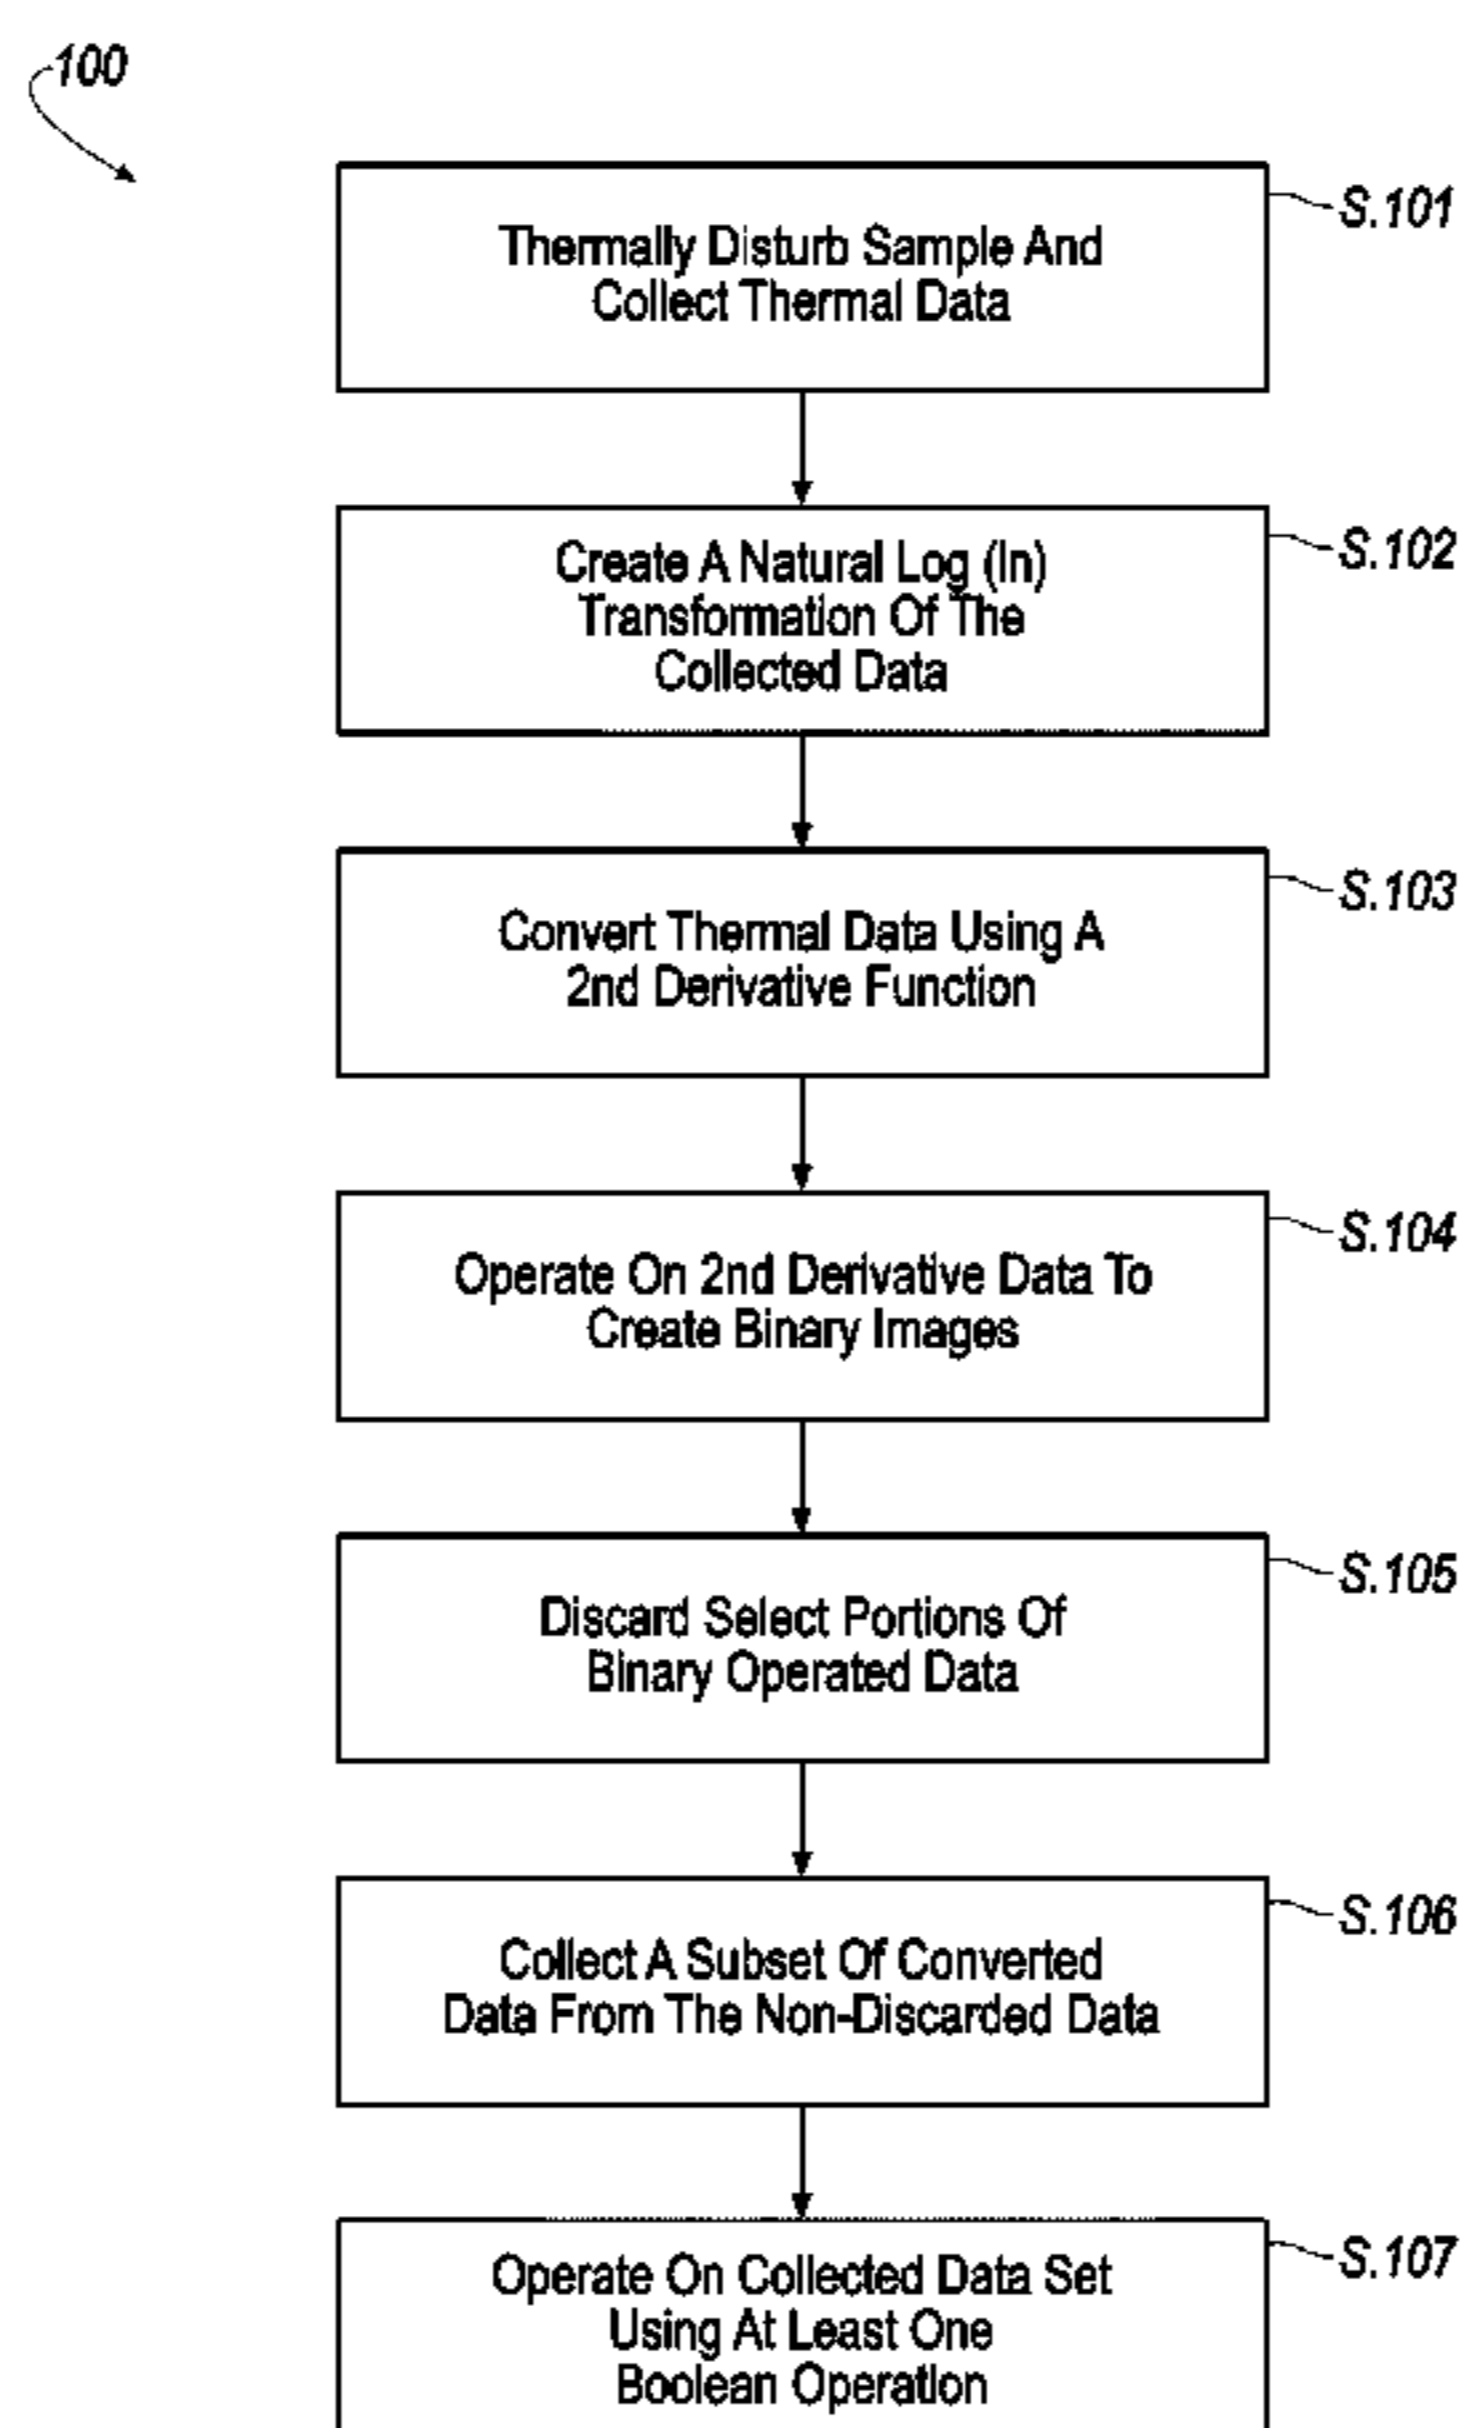 100
S.101
Thermally Disturb Sample And
Collect Thermal Data
S.102
Create A Natural Log (ln)
Transformation Of The
Collected Data
S.103
Convert Thermal Data Using A
2nd Derivative Function
S.104
Operate On 2nd Derivative Data To
Create Binary Images
S.105
Discard Select Portions Of
Binary Operated Data
S.106
Collect A Subset Of Converted
Data From The Non-Discarded Data
S.107
Operate On Collected Data Set
Using At Least One
Boolean Operation